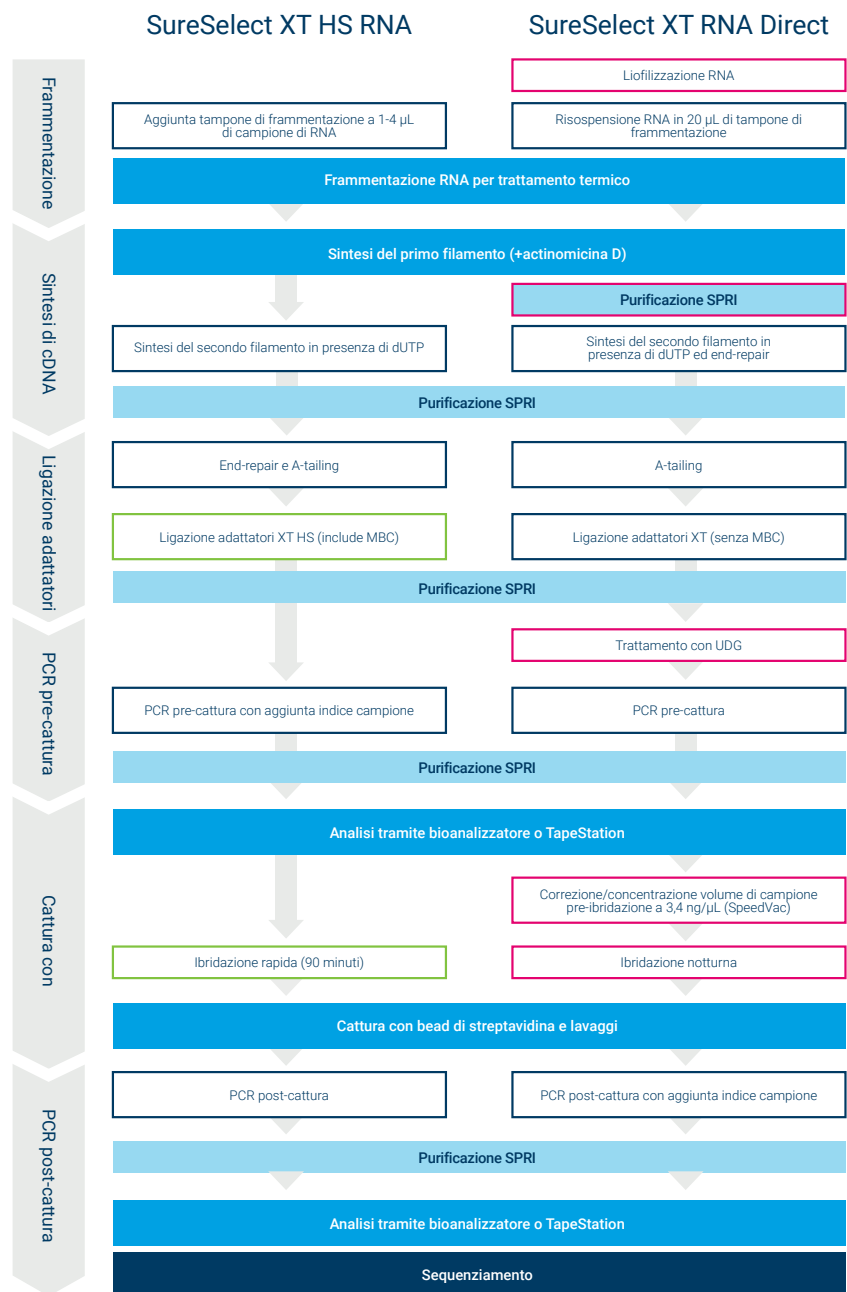 SureSelect XT HS RNA
SureSelect XT RNA Direct
Frammentazione
Liofilizzazione RNA
Aggiunta tampone di frammentazione a 1-4 µL
di campione di RNA
Risospensione RNA in 20 µL di tampone di
frammentazione
Frammentazione RNA per trattamento termico
Sintesi di cDNA
Sintesi del primo filamento (+actinomicina D)
Purificazione SPRI
Sintesi del secondo filamento in presenza di dUTP
Sintesi del secondo filamento in
presenza di dUTP ed end-repair
Purificazione SPRI
Ligazione adattatori
End-repair e A-tailing
A-tailing
Ligazione adattatori XT HS (include MBC)
Ligazione adattatori XT (senza MBC)
Purificazione SPRI
PCR pre-cattura
Trattamento con UDG
PCR pre-cattura con aggiunta indice campione
PCR pre-cattura
Purificazione SPRI
Cattura con
Analisi tramite bioanalizzatore o TapeStation
Correzione/concentrazione volume di campione
pre-ibridazione a 3,4 ng/µL (SpeedVac)
Ibridazione rapida (90 minuti)
Ibridazione notturna
Cattura con bead di streptavidina e lavaggi
PCR post-cattura
PCR post-cattura
PCR post-cattura con aggiunta indice campione
Purificazione SPRI
Analisi tramite bioanalizzatore o TapeStation
Sequenziamento